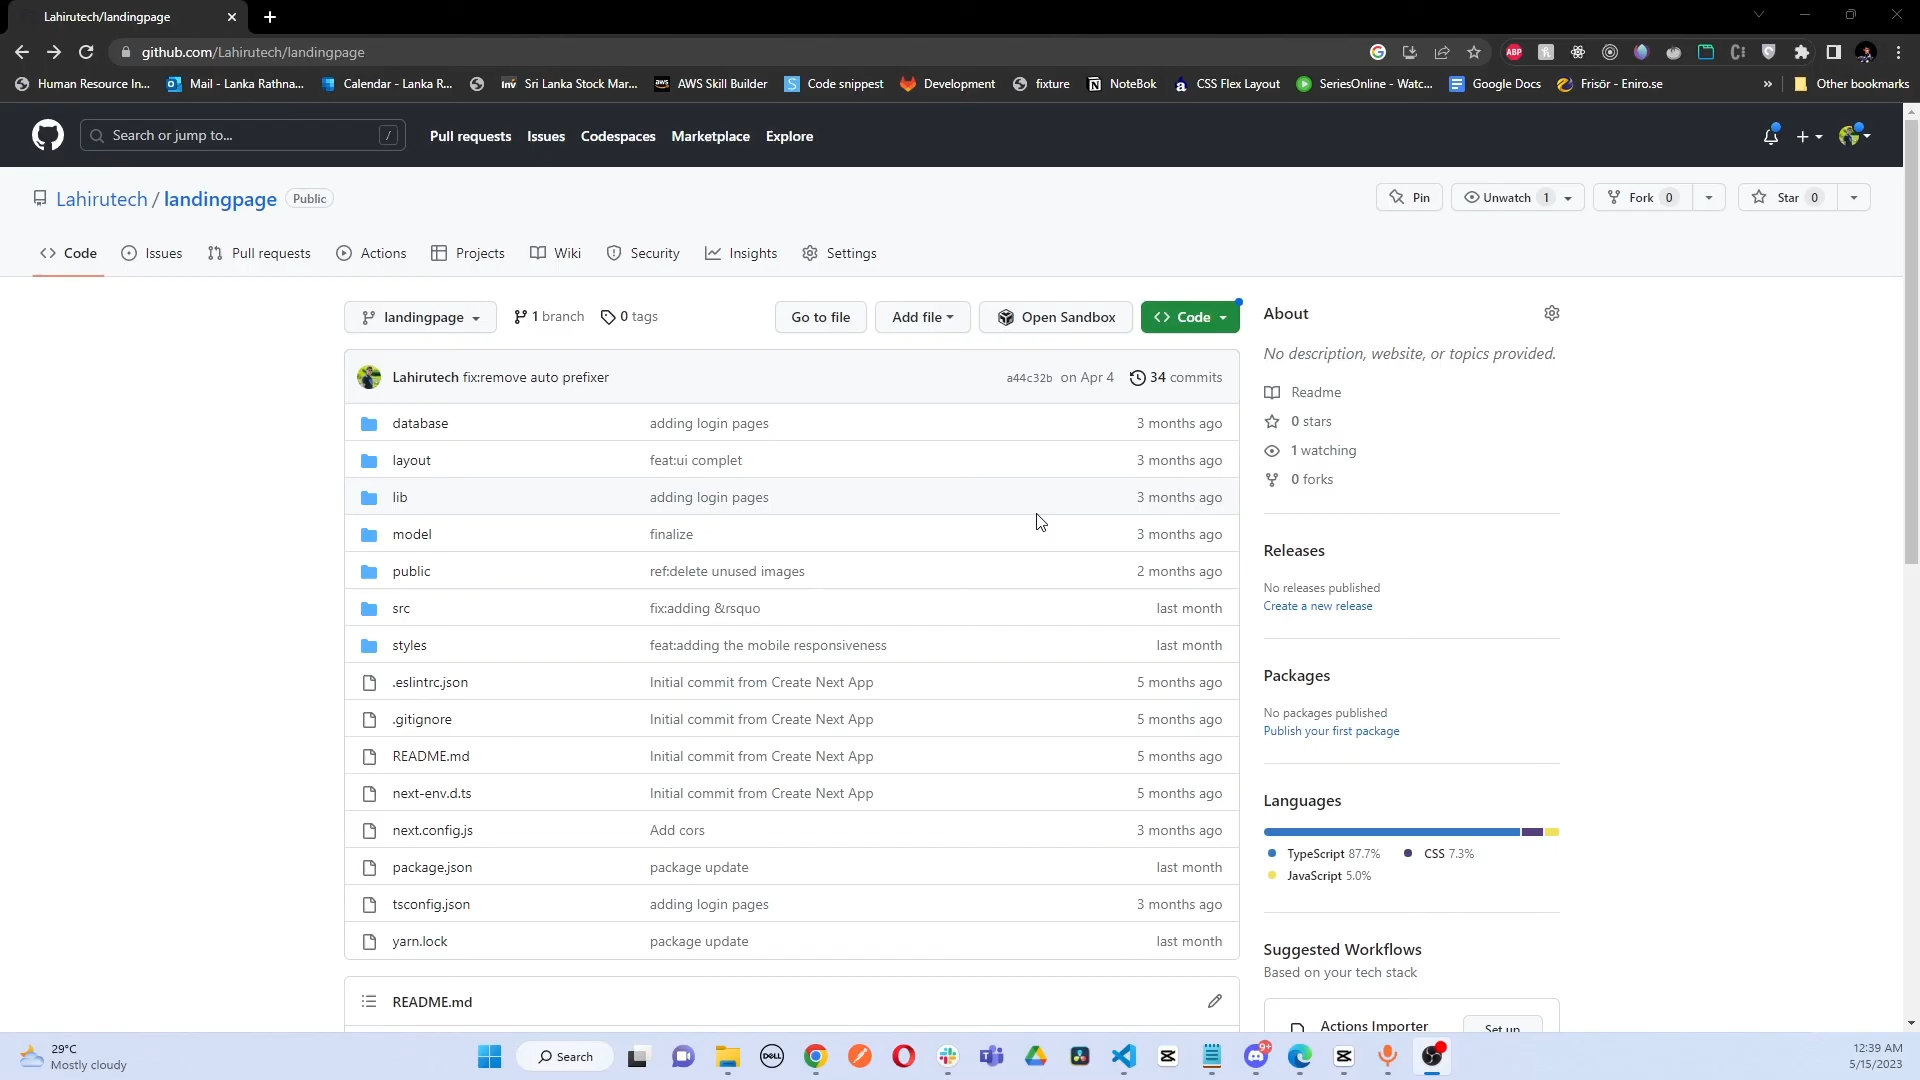 Lahirutech/landingpage
github.com/Lahirutech/landingpage
ABP
Human Resource In...
Mail - Lanka Rathna...
Calendar - Lanka R...
Inv Sri Lanka Stock Mar...
aws AWS Skill Builder
Code snippest
Development
fixture
NoteBok
CSS Flex Layout
SeriesOnline - Watc...
Google Docs
Frisör - Eniro.se
»
Other bookmarks
Search or jump to...
/
Pull requests
Issues
Codespaces
Marketplace
Explore
Lahirutech / landingpage
Public
Pin
Unwatch 1
Fork 0
Star 0
Code
Issues
Pull requests
Actions
Projects
Wiki
Security
Insights
Settings
landingpage
1 branch
0 tags
Go to file
Add file
Open Sandbox
Code
Lahirutech fix:remove auto prefixer
a44c32b on Apr 4
34 commits
database adding login pages 3 months ago
layout feat:ui complet 3 months ago
lib adding login pages 3 months ago
model finalize 3 months ago
public ref:delete unused images 2 months ago
src fix:adding &rsquo last month
styles feat:adding the mobile responsiveness last month
.eslintrc.json Initial commit from Create Next App 5 months ago
.gitignore Initial commit from Create Next App 5 months ago
README.md Initial commit from Create Next App 5 months ago
next-env.d.ts Initial commit from Create Next App 5 months ago
next.config.js Add cors 3 months ago
package.json package update last month
tsconfig.json adding login pages 3 months ago
yarn.lock package update last month
README.md
About
No description, website, or topics provided.
Readme
0 stars
1 watching
0 forks
Releases
No releases published
Create a new release
Packages
No packages published
Publish your first package
Languages
TypeScript 87.7%
CSS 7.3%
JavaScript 5.0%
Suggested Workflows
Based on your tech stack
Actions Importer
Set up
29°C
Mostly cloudy
Search
DELL
9+
12:39 AM
5/15/2023